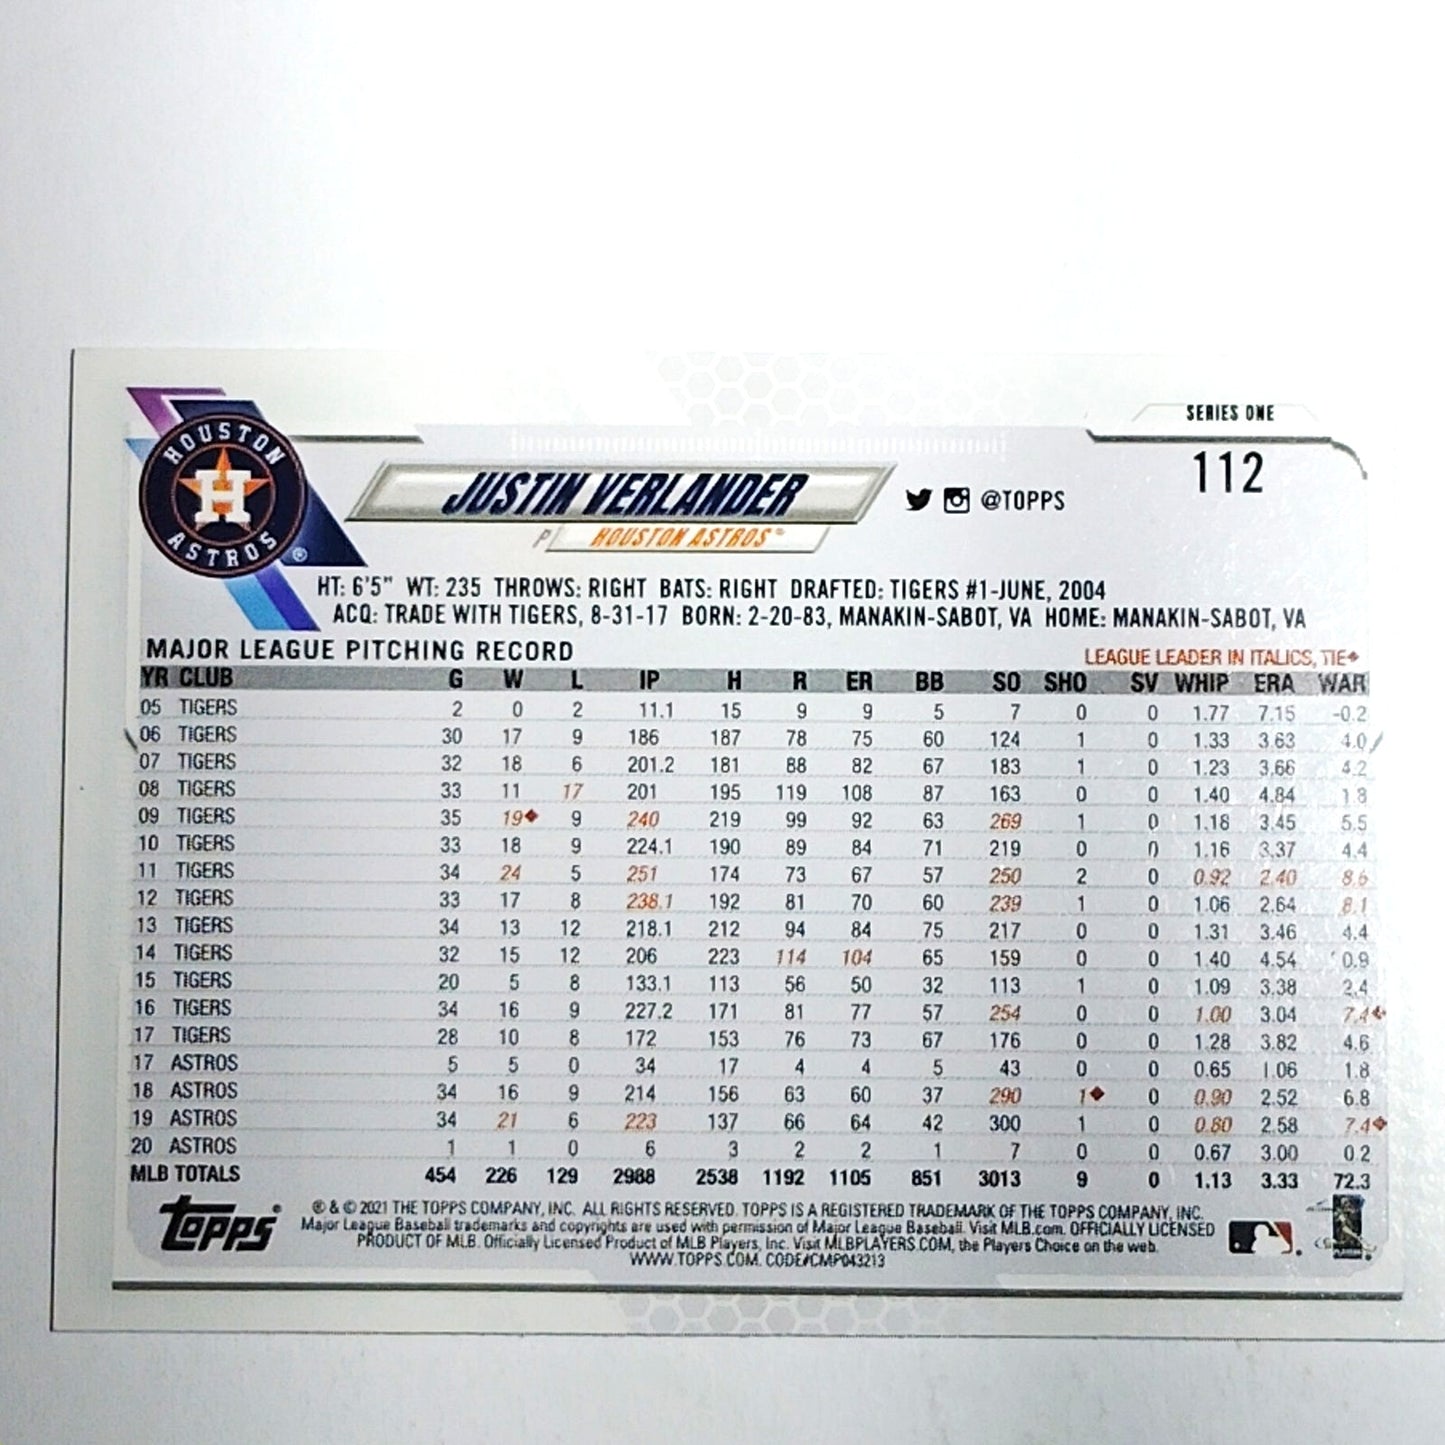 SERIES ONE
112
HOUSTON
H
ASTROS
®
JUSTIN VERLANDER
@TOPPS
P HOUSTON ASTROS
HT: 6'5" WT: 235 THROWS: RIGHT BATS: RIGHT DRAFTED: TIGERS #1-JUNE, 2004
ACQ: TRADE WITH TIGERS, 8-31-17 BORN: 2-20-83, MANAKIN-SABOT, VA HOME: MANAKIN-SABOT, VA
MAJOR LEAGUE PITCHING RECORD
LEAGUE LEADER IN ITALICS, TIE◆
YR CLUB G W L IP H R ER BB SO SHO SV WHIP ERA WAR
05 TIGERS 2 0 2 11.1 15 9 9 5 7 0 0 1.77 7.15 -0.2
06 TIGERS 30 17 9 186 187 78 75 60 124 1 0 1.33 3.63 4.0
07 TIGERS 32 18 6 201.2 181 88 82 67 183 1 0 1.23 3.66 4.2
08 TIGERS 33 11 17 201 195 119 108 87 163 0 0 1.40 4.84 1.8
09 TIGERS 35 19◆ 9 240 219 99 92 63 269 1 0 1.18 3.45 5.5
10 TIGERS 33 18 9 224.1 190 89 84 71 219 0 0 1.16 3.37 4.4
11 TIGERS 34 24 5 251 174 73 67 57 250 2 0 0.92 2.40 8.6
12 TIGERS 33 17 8 238.1 192 81 70 60 239 1 0 1.06 2.64 8.1
13 TIGERS 34 13 12 218.1 212 94 84 75 217 0 0 1.31 3.46 4.4
14 TIGERS 32 15 12 206 223 114 104 65 159 0 0 1.40 4.54 0.9
15 TIGERS 20 5 8 133.1 113 56 50 32 113 1 0 1.09 3.38 2.4
16 TIGERS 34 16 9 227.2 171 81 77 57 254 0 0 1.00 3.04 7.4◆
17 TIGERS 28 10 8 172 153 76 73 67 176 0 0 1.28 3.82 4.6
17 ASTROS 5 5 0 34 17 4 4 5 43 0 0 0.65 1.06 1.8
18 ASTROS 34 16 9 214 156 63 60 37 290 1◆ 0 0.90 2.52 6.8
19 ASTROS 34 21 6 223 137 66 64 42 300 1 0 0.80 2.58 7.4◆
20 ASTROS 1 1 0 6 3 2 2 1 7 0 0 0.67 3.00 0.2
MLB TOTALS 454 226 129 2988 2538 1192 1105 851 3013 9 0 1.13 3.33 72.3
topps
® & © 2021 THE TOPPS COMPANY, INC. ALL RIGHTS RESERVED. TOPPS IS A REGISTERED TRADEMARK OF THE TOPPS COMPANY, INC.
Major League Baseball trademarks and copyrights are used with permission of Major League Baseball. Visit MLB.com. OFFICIALLY LICENSED
PRODUCT OF MLB. Officially Licensed Product of MLB Players, Inc. Visit MLBPLAYERS.COM, the Players Choice on the web.
WWW.TOPPS.COM. CODE#CMP043213